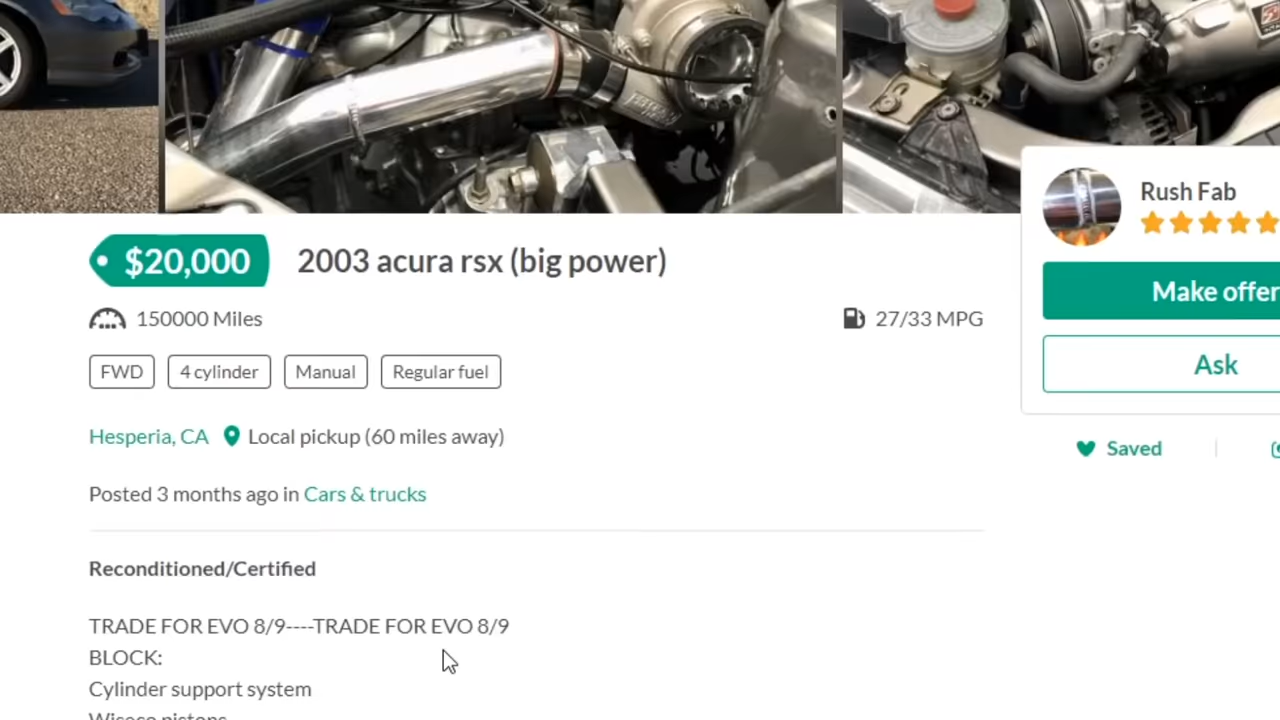 $20,000
2003 acura rsx (big power)
150000 Miles
27/33 MPG
FWD
4 cylinder
Manual
Regular fuel
Hesperia, CA
Local pickup (60 miles away)
Posted 3 months ago in Cars & trucks
Reconditioned/Certified
TRADE FOR EVO 8/9----TRADE FOR EVO 8/9
BLOCK:
Cylinder support system
Wiseco pistons
Rush Fab
Make offer
Ask
Saved